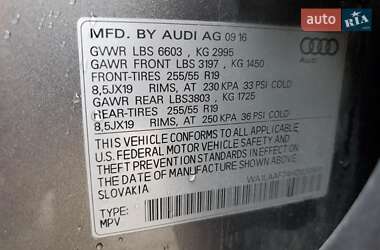 auto RIA
MFD. BY AUDI AG 09 16
GVWR LBS 6603 , KG 2995
GAWR FRONT LBS 3197 , KG 1450
FRONT-TIRES 255/55 R19
8,5JX19 RIMS, AT 230 KPA 33 PSI COLD
GAWR REAR LBS3803 , KG 1725
REAR-TIRES 255/55 R19
8,5JX19 RIMS, AT 250 KPA 36 PSI COLD
THIS VEHICLE CONFORMS TO ALL APPLICABLE
U.S. FEDERAL MOTOR VEHICLE SAFETY AND
THEFT PREVENTION STANDARDS IN EFFECT ON
THE DATE OF MANUFACTURE SHOWN ABOVE.
SLOVAKIA
TYPE:
MPV
Audi